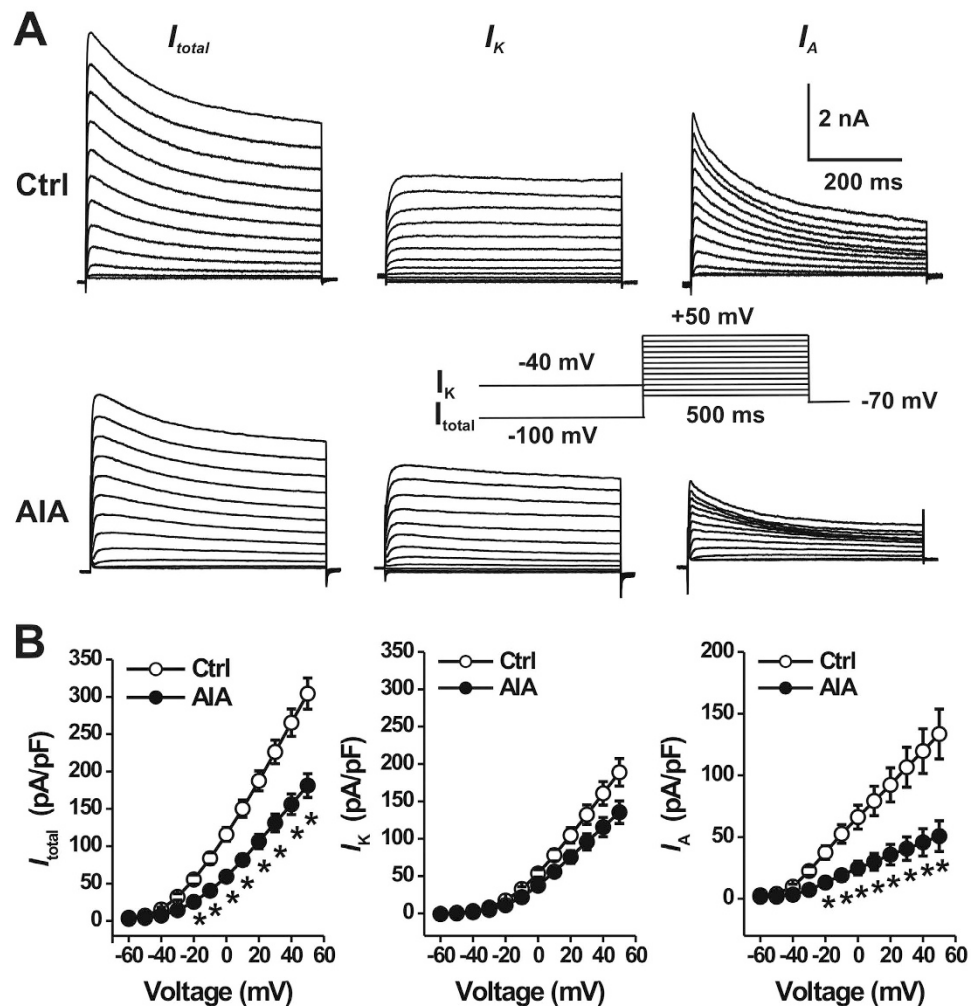 A
I_total I_K I_A
2 nA
200 ms
Ctrl
+50 mV
-40 mV
I_K
I_total
-70 mV
500 ms
-100 mV
AIA
B
350
300
250
200
150
100
50
0
I_total (pA/pF)
Ctrl
AIA
* * * * * * * *
-60 -40 -20 0 20 40 60
Voltage (mV)
350
300
250
200
150
100
50
0
I_K (pA/pF)
Ctrl
AIA
-60 -40 -20 0 20 40 60
Voltage (mV)
200
150
100
50
0
I_A (pA/pF)
Ctrl
AIA
* * * * * * * *
-60 -40 -20 0 20 40 60
Voltage (mV)